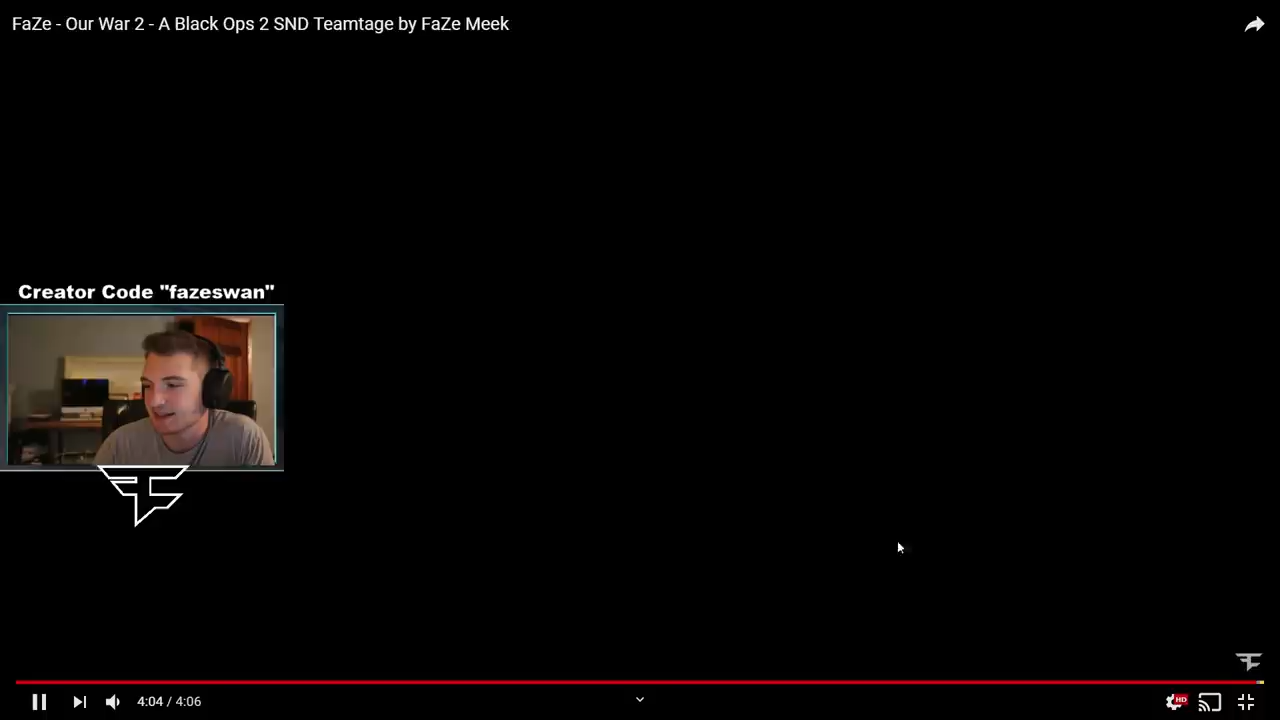 FaZe - Our War 2 - A Black Ops 2 SND Teamtage by FaZe Meek
Creator Code "fazeswan"
4:04 / 4:06
HD